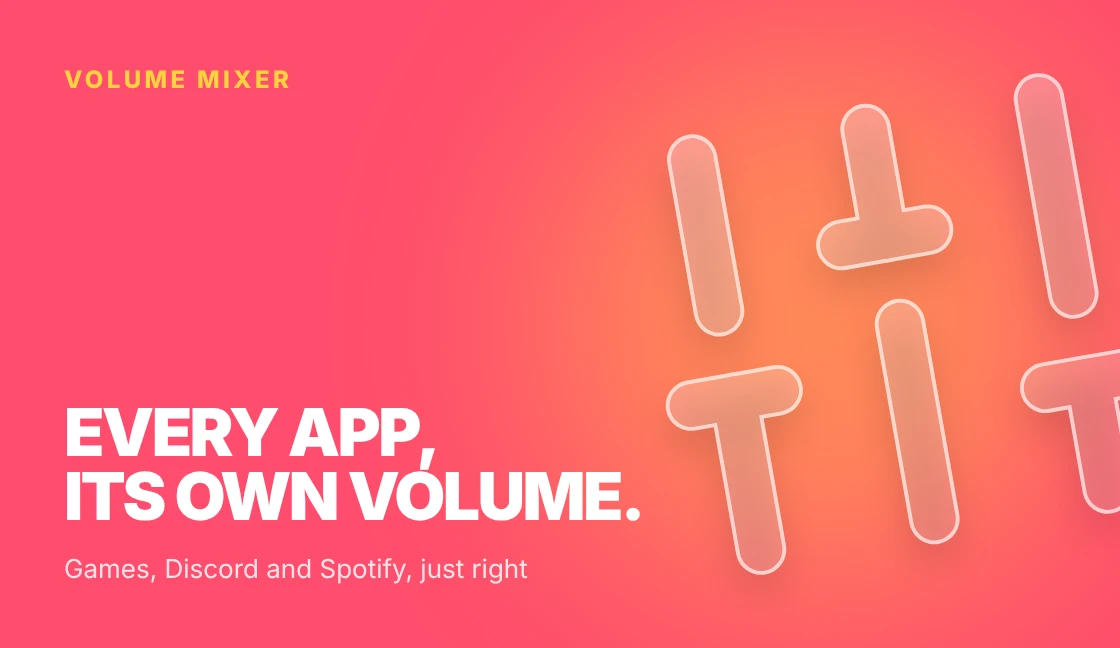 VOLUME MIXER
EVERY APP,
ITS OWN VOLUME.
Games, Discord and Spotify, just right